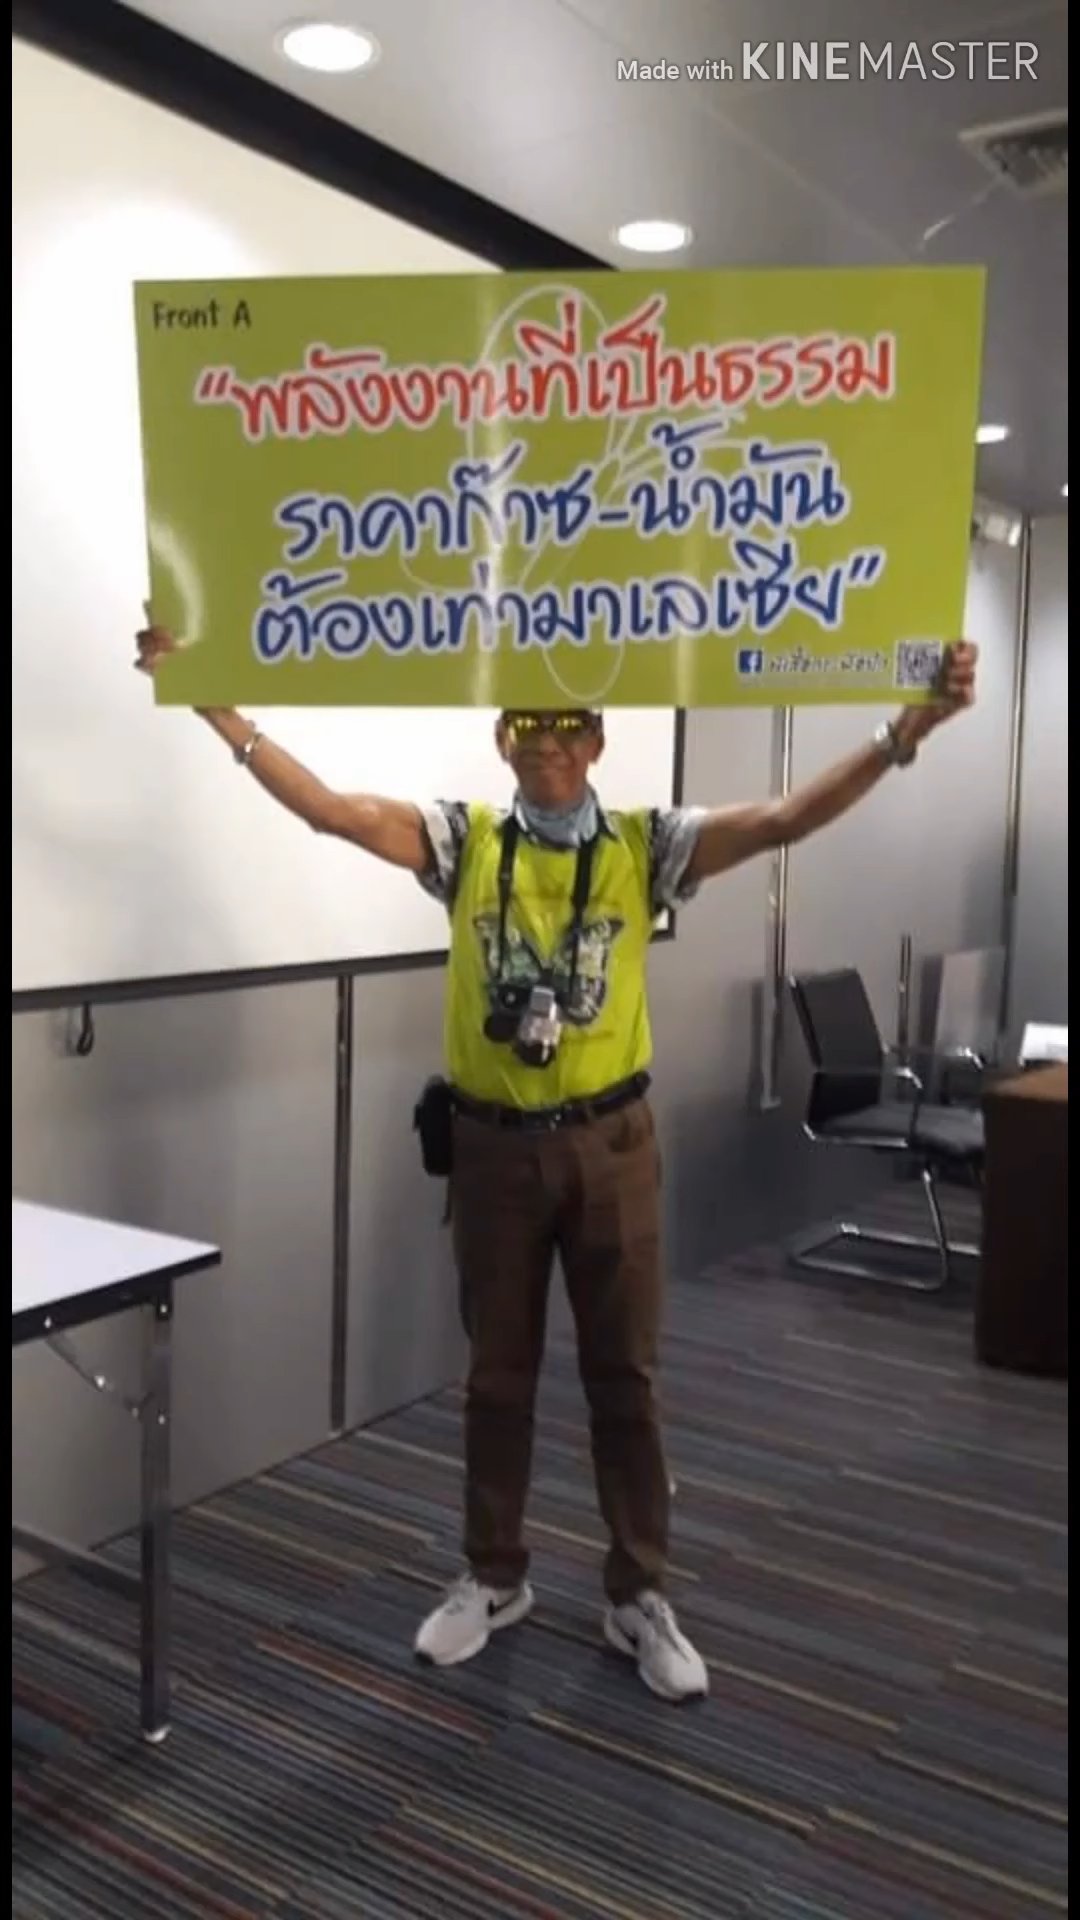 Made with KINEMASTER
Front A
"พลังงานที่เป็นธรรม
ราคาก๊าซ-น้ำมัน
ต้องเท่ามาเลเซีย"